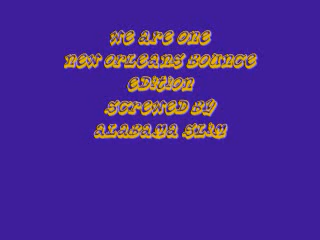 WE ARE ONE
NEW ORLEANS BOUNCE
EDITION
SCREWED BY
ALABAMA SLIM